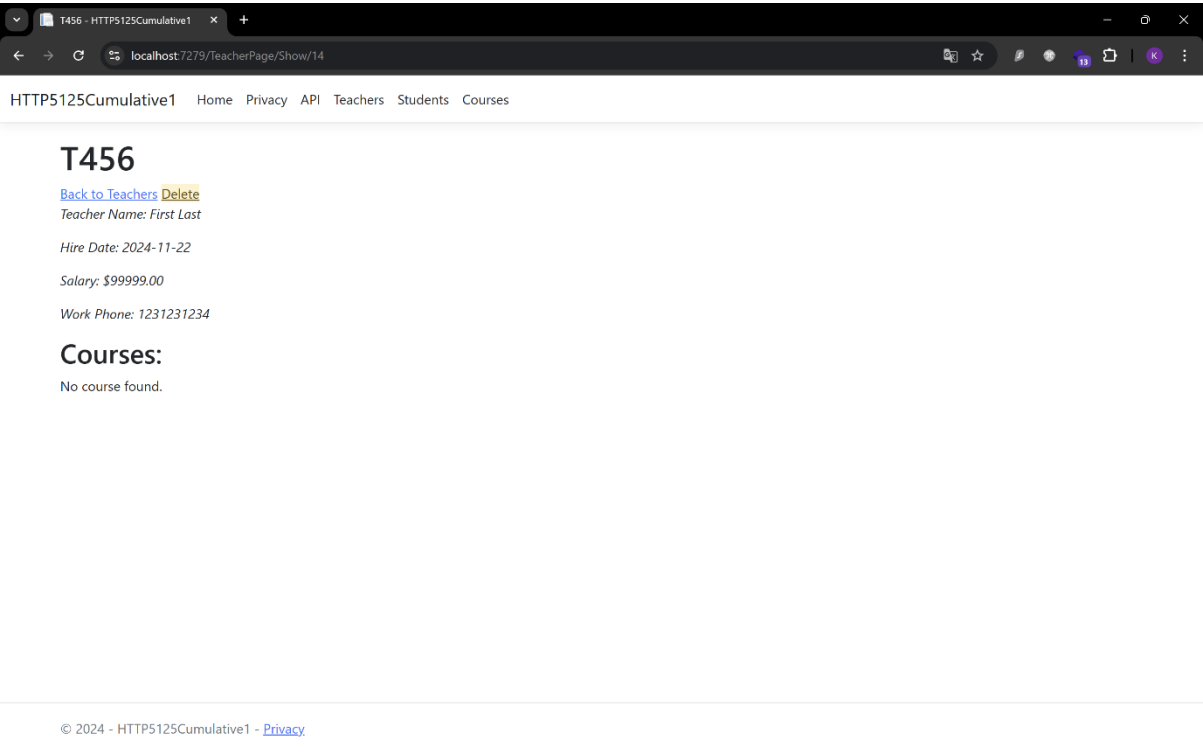 T456 - HTTP5125Cumulative1
localhost:7279/TeacherPage/Show/14
13
K
HTTP5125Cumulative1 Home Privacy API Teachers Students Courses
T456
Back to Teachers Delete
Teacher Name: First Last
Hire Date: 2024-11-22
Salary: $99999.00
Work Phone: 1231231234
Courses:
No course found.
© 2024 - HTTP5125Cumulative1 - Privacy